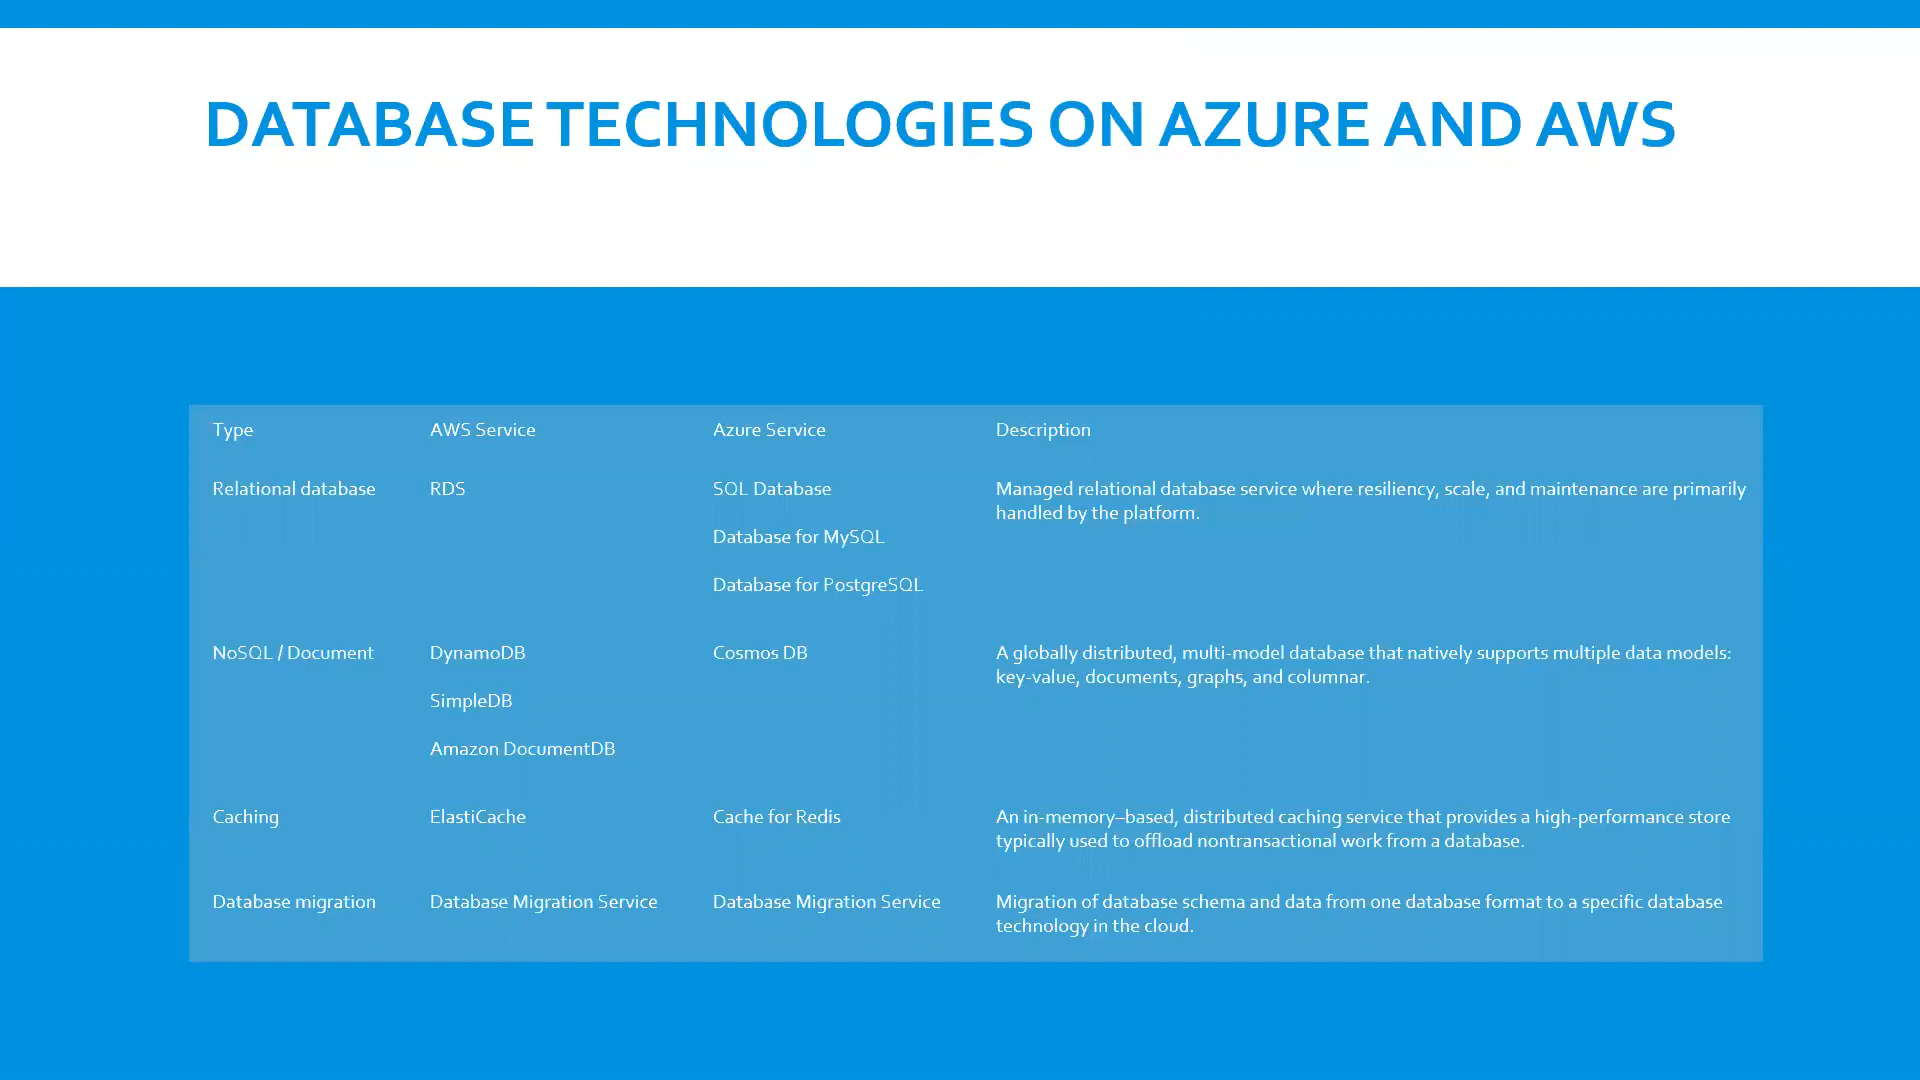 DATABASE TECHNOLOGIES ON AZURE AND AWS
Type AWS Service Azure Service Description
Relational database RDS SQL Database Managed relational database service where resiliency, scale, and maintenance are primarily
handled by the platform.
Database for MySQL
Database for PostgreSQL
NoSQL / Document DynamoDB Cosmos DB A globally distributed, multi-model database that natively supports multiple data models:
key-value, documents, graphs, and columnar.
SimpleDB
Amazon DocumentDB
Caching ElastiCache Cache for Redis An in-memory–based, distributed caching service that provides a high-performance store
typically used to offload nontransactional work from a database.
Database migration Database Migration Service Database Migration Service Migration of database schema and data from one database format to a specific database
technology in the cloud.